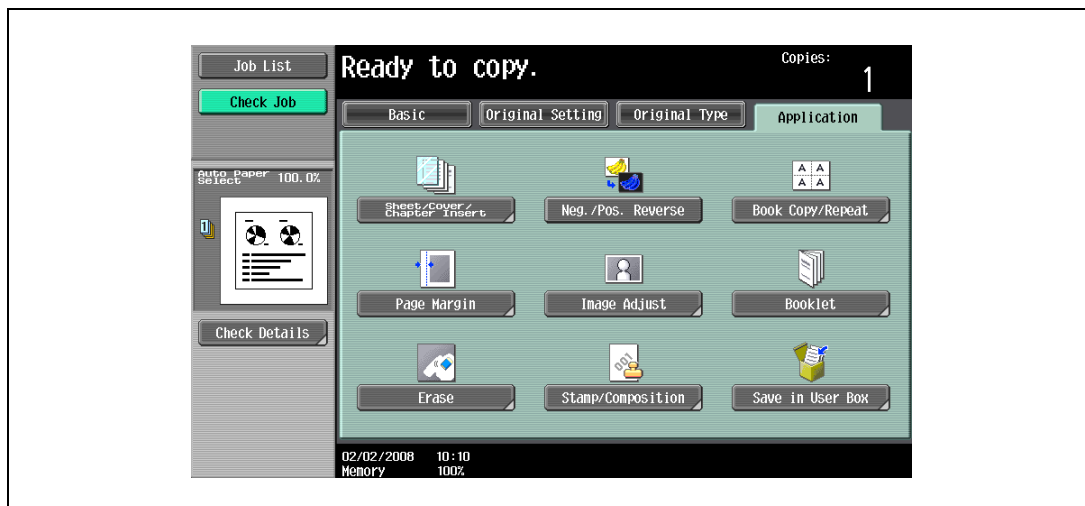 Job List
Check Job
Ready to copy.
Copies:
1
Basic
Original Setting
Original Type
Application
Auto Paper
Select
100.0%
1
Check Details
Sheet/Cover/
Chapter Insert
Neg./Pos. Reverse
A A
A A
Book Copy/Repeat
Page Margin
Image Adjust
Booklet
Erase
001
Stamp/Composition
Save in User Box
02/02/2008 10:10
Memory 100%